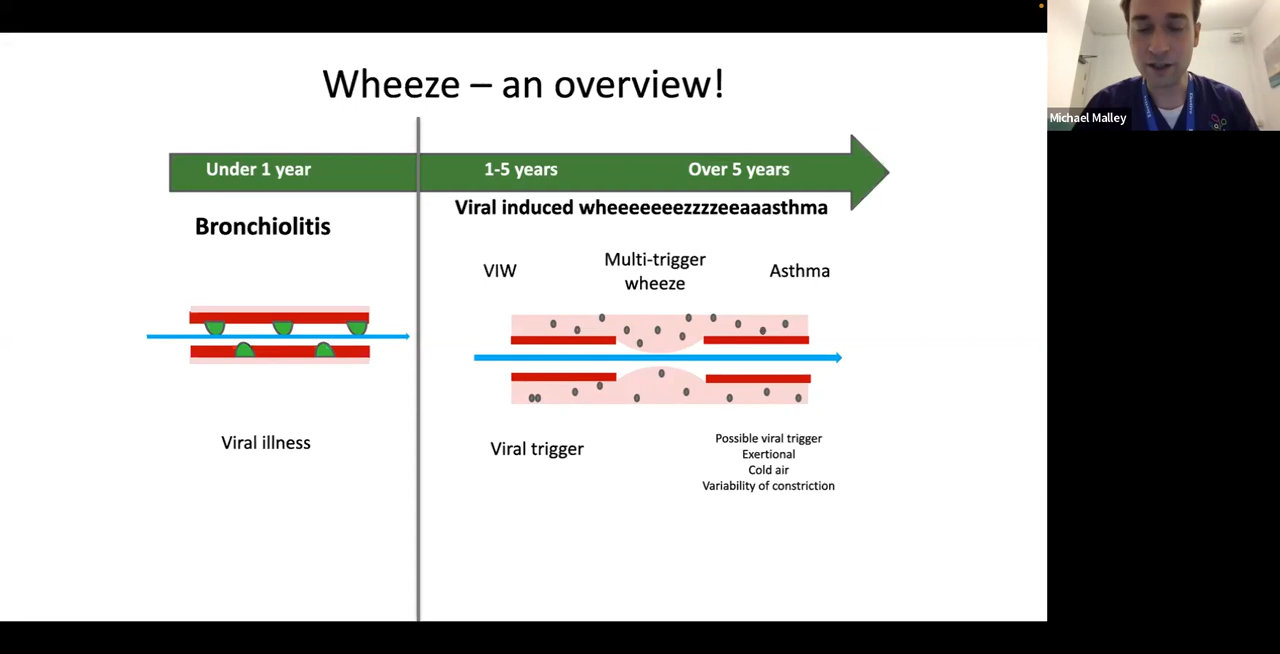 Wheeze – an overview!
Michael Malley
Under 1 year
1-5 years
Over 5 years
Bronchiolitis
Viral induced wheeeeeeezzzzeeaaasthma
VIW
Multi-trigger
wheeze
Asthma
Viral illness
Viral trigger
Possible viral trigger
Exertional
Cold air
Variability of constriction